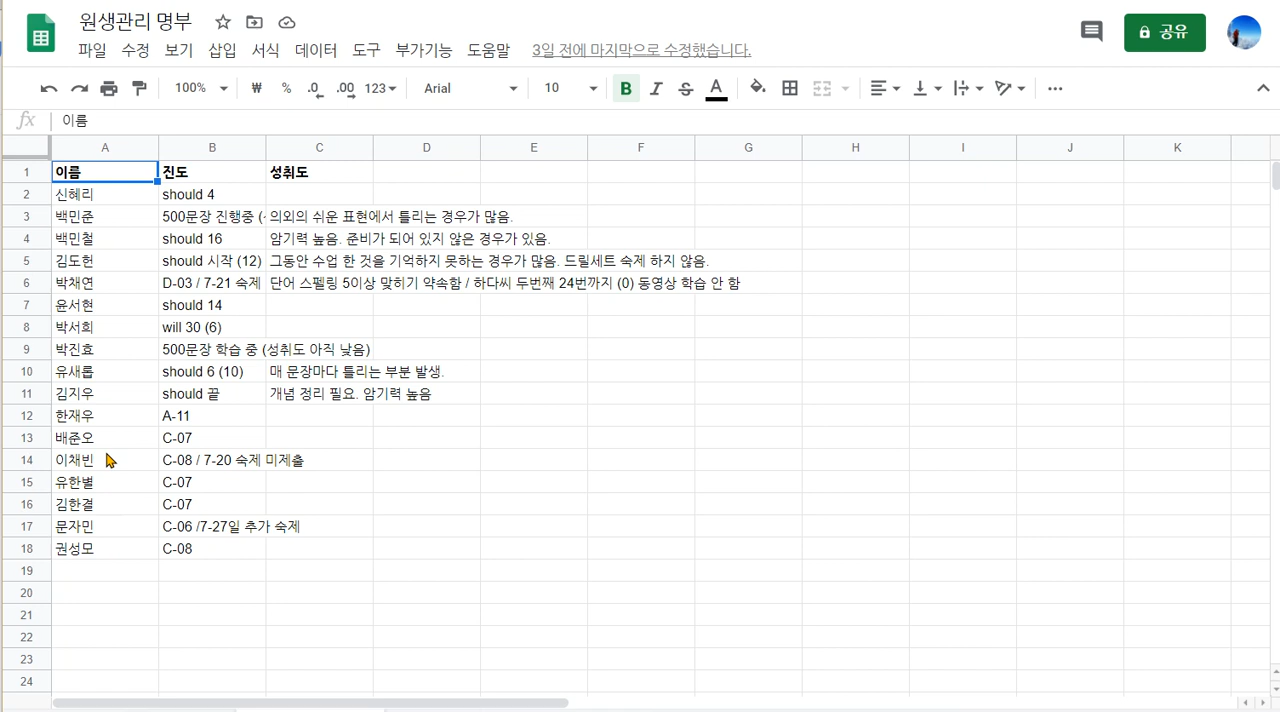 원생관리 명부
파일 수정 보기 삽입 서식 데이터 도구 부가기능 도움말 3일 전에 마지막으로 수정했습니다.
공유
100% ₩ % .0 .00 123 Arial 10 B I S A
fx 이름
A B C D E F G H I J K
1 이름 진도 성취도
2 신혜리 should 4
3 백민준 500문장 진행중 ( 의외의 쉬운 표현에서 틀리는 경우가 많음.
4 백민철 should 16 암기력 높음. 준비가 되어 있지 않은 경우가 있음.
5 김도헌 should 시작 (12) 그동안 수업 한 것을 기억하지 못하는 경우가 많음. 드릴세트 숙제 하지 않음.
6 박채연 D-03 / 7-21 숙제 단어 스펠링 5이상 맞히기 약속함 / 하다씨 두번째 24번까지 (0) 동영상 학습 안 함
7 윤서현 should 14
8 박서희 will 30 (6)
9 박진효 500문장 학습 중 (성취도 아직 낮음)
10 유새롭 should 6 (10) 매 문장마다 틀리는 부분 발생.
11 김지우 should 끝 개념 정리 필요. 암기력 높음
12 한재우 A-11
13 배준오 C-07
14 이채빈 C-08 / 7-20 숙제 미제출
15 유한별 C-07
16 김한결 C-07
17 문자민 C-06 /7-27일 추가 숙제
18 권성모 C-08
19
20
21
22
23
24